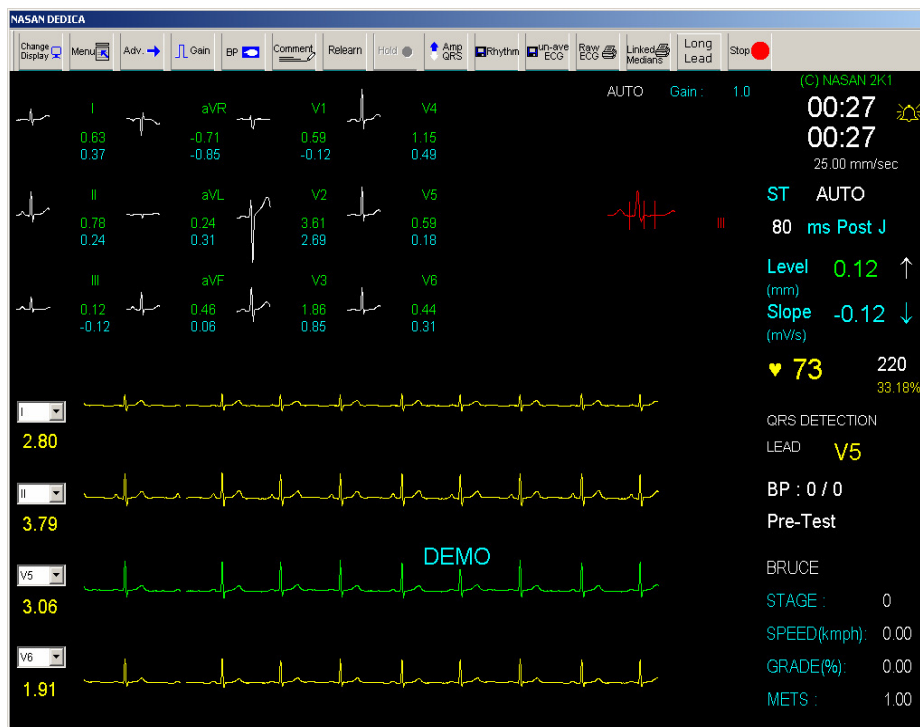 NASAN DEDICA
Change Display Menu Adv. Gain BP Comment Relearn Hold Amp QRS Rhythm un-ave ECG Raw ECG Linked Medians Long Lead Stop
(C) NASAN 2K1
AUTO Gain : 1.0
00:27
00:27
25.00 mm/sec
I aVR V1 V4
0.63 -0.71 0.59 1.15
0.37 -0.85 -0.12 0.49
II aVL V2 V5
0.78 0.24 3.61 0.59
0.24 0.31 2.69 0.18
III
III aVF V3 V6
0.12 0.46 1.86 0.44
-0.12 0.06 0.85 0.31
ST AUTO
80 ms Post J
Level 0.12
(mm)
Slope -0.12
(mV/s)
73 220
33.18%
QRS DETECTION
LEAD V5
BP : 0 / 0
Pre-Test
BRUCE
STAGE : 0
SPEED(kmph): 0.00
GRADE(%): 0.00
METS : 1.00
I
2.80
II
3.79
DEMO
V5
3.06
V6
1.91